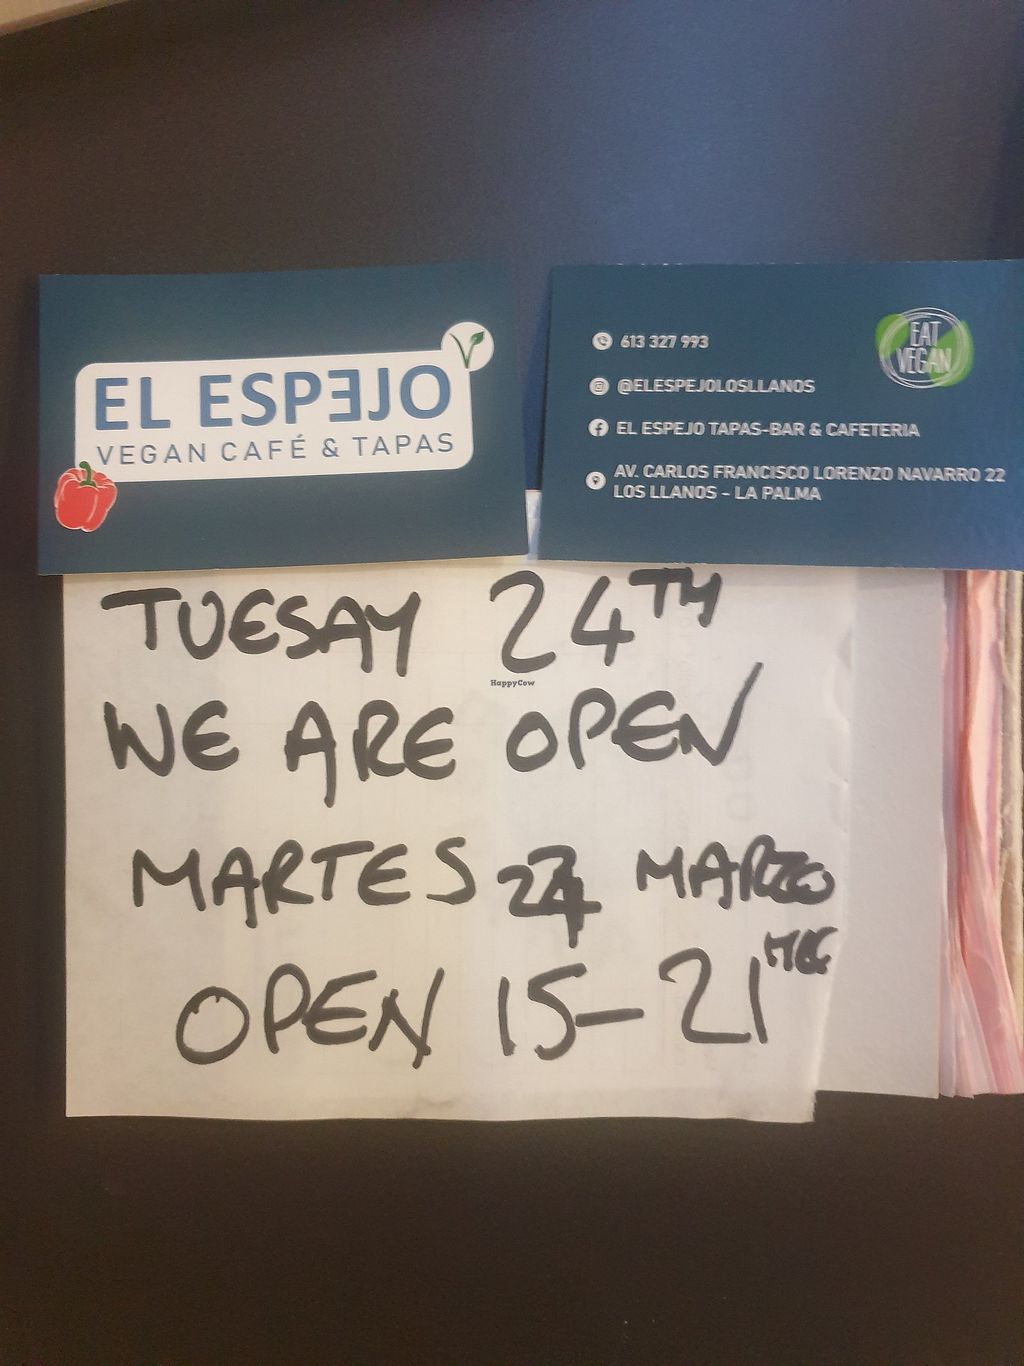 EL ESPEJO
VEGAN CAFÉ & TAPAS
613 327 993
@ELESPEJOLOSLLANOS
EL ESPEJO TAPAS-BAR & CAFETERIA
AV. CARLOS FRANCISCO LORENZO NAVARRO 22
LOS LLANOS - LA PALMA
EAT
VEGAN
TUESAY 24TH
HappyCow
WE ARE OPEN
MARTES 24 MARZO
OPEN 15-21